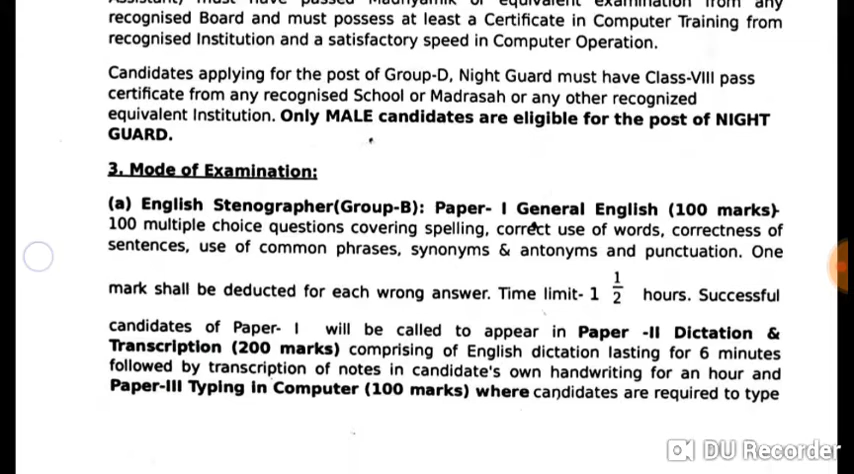 Assistant) must have passed Madhyamik or equivalent examination from any
recognised Board and must possess at least a Certificate in Computer Training from
recognised Institution and a satisfactory speed in Computer Operation.
Candidates applying for the post of Group-D, Night Guard must have Class-VIII pass
certificate from any recognised School or Madrasah or any other recognized
equivalent Institution. Only MALE candidates are eligible for the post of NIGHT
GUARD.
3. Mode of Examination:
(a) English Stenographer(Group-B): Paper- I General English (100 marks)-
100 multiple choice questions covering spelling, correct use of words, correctness of
sentences, use of common phrases, synonyms & antonyms and punctuation. One
mark shall be deducted for each wrong answer. Time limit- 1 1/2 hours. Successful
candidates of Paper- I will be called to appear in Paper -II Dictation &
Transcription (200 marks) comprising of English dictation lasting for 6 minutes
followed by transcription of notes in candidate's own handwriting for an hour and
Paper-III Typing in Computer (100 marks) where candidates are required to type
DU Recorder